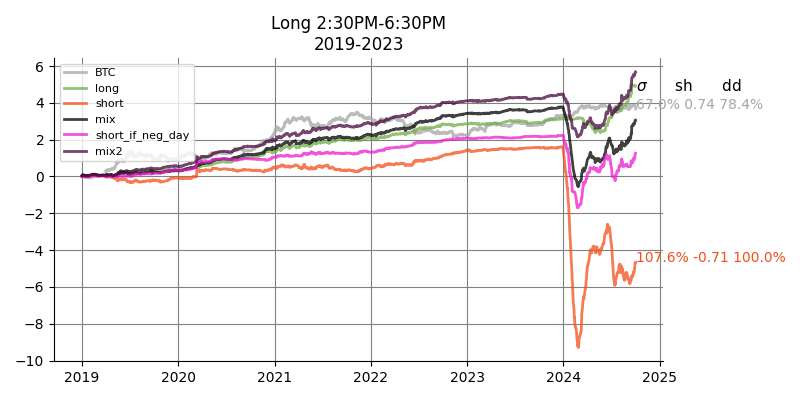 Long 2:30PM-6:30PM
2019-2023
BTC
long
short
mix
short_if_neg_day
mix2
σ sh dd
67.0% 0.74 78.4%
107.6% -0.71 100.0%
6
4
2
0
−2
−4
−6
−8
−10
2019 2020 2021 2022 2023 2024 2025